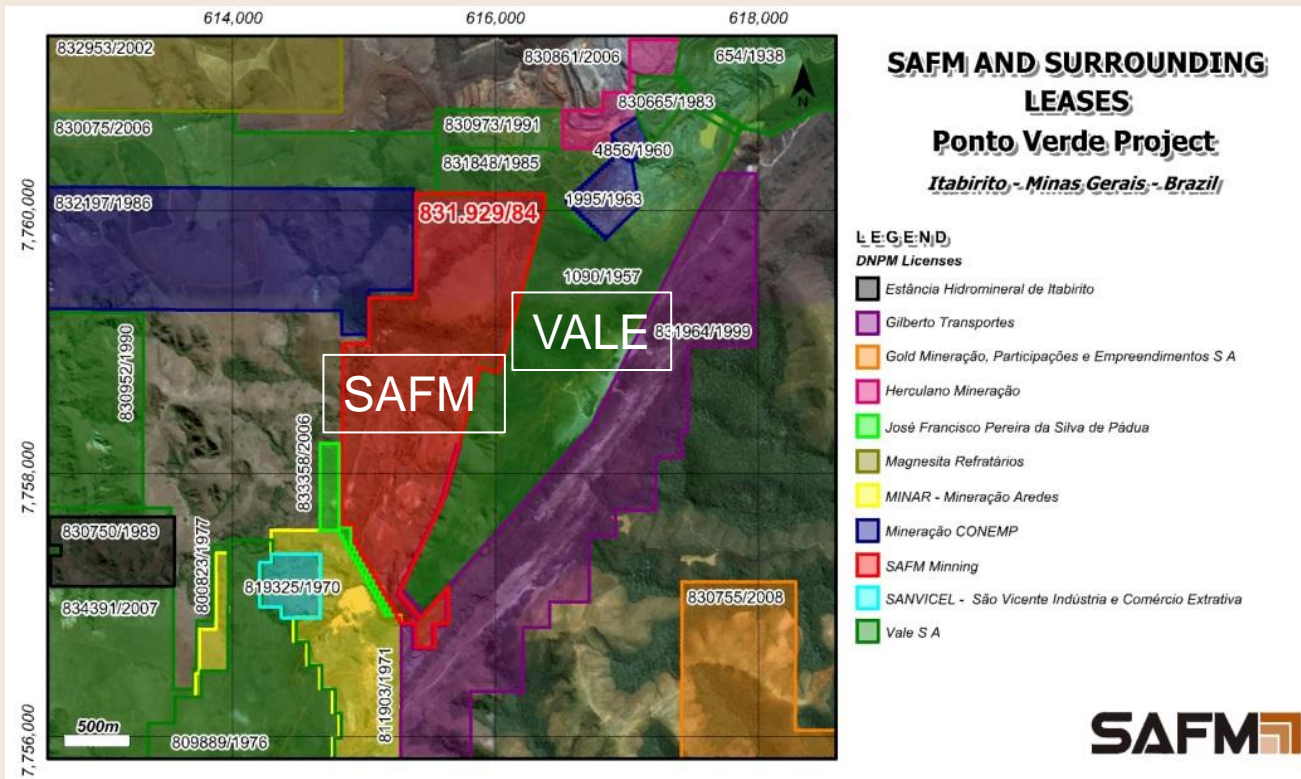 614,000
616,000
618,000
7,760,000
7,758,000
7,756,000
832953/2002
830861/2006
654/1938
N
830075/2006
830973/1991
830665/1983
831848/1985
4856/1960
832197/1986
831.929/84
1995/1963
1090/1957
VALE
831964/1999
830952/1990
SAFM
833358/2006
830750/1989
800823/1977
819325/1970
834391/2007
830755/2008
811903/1971
500m
809889/1976
SAFM AND SURROUNDING
LEASES
Ponto Verde Project
Itabirito - Minas Gerais - Brazil
LEGEND
DNPM Licenses
Estância Hidromineral de Itabirito
Gilberto Transportes
Gold Mineração, Participações e Empreendimentos S A
Herculano Mineração
José Francisco Pereira da Silva de Pádua
Magnesita Refratários
MINAR - Mineração Aredes
Mineração CONEMP
SAFM Minning
SANVICEL - São Vicente Indústria e Comércio Extrativa
Vale S A
SAFM